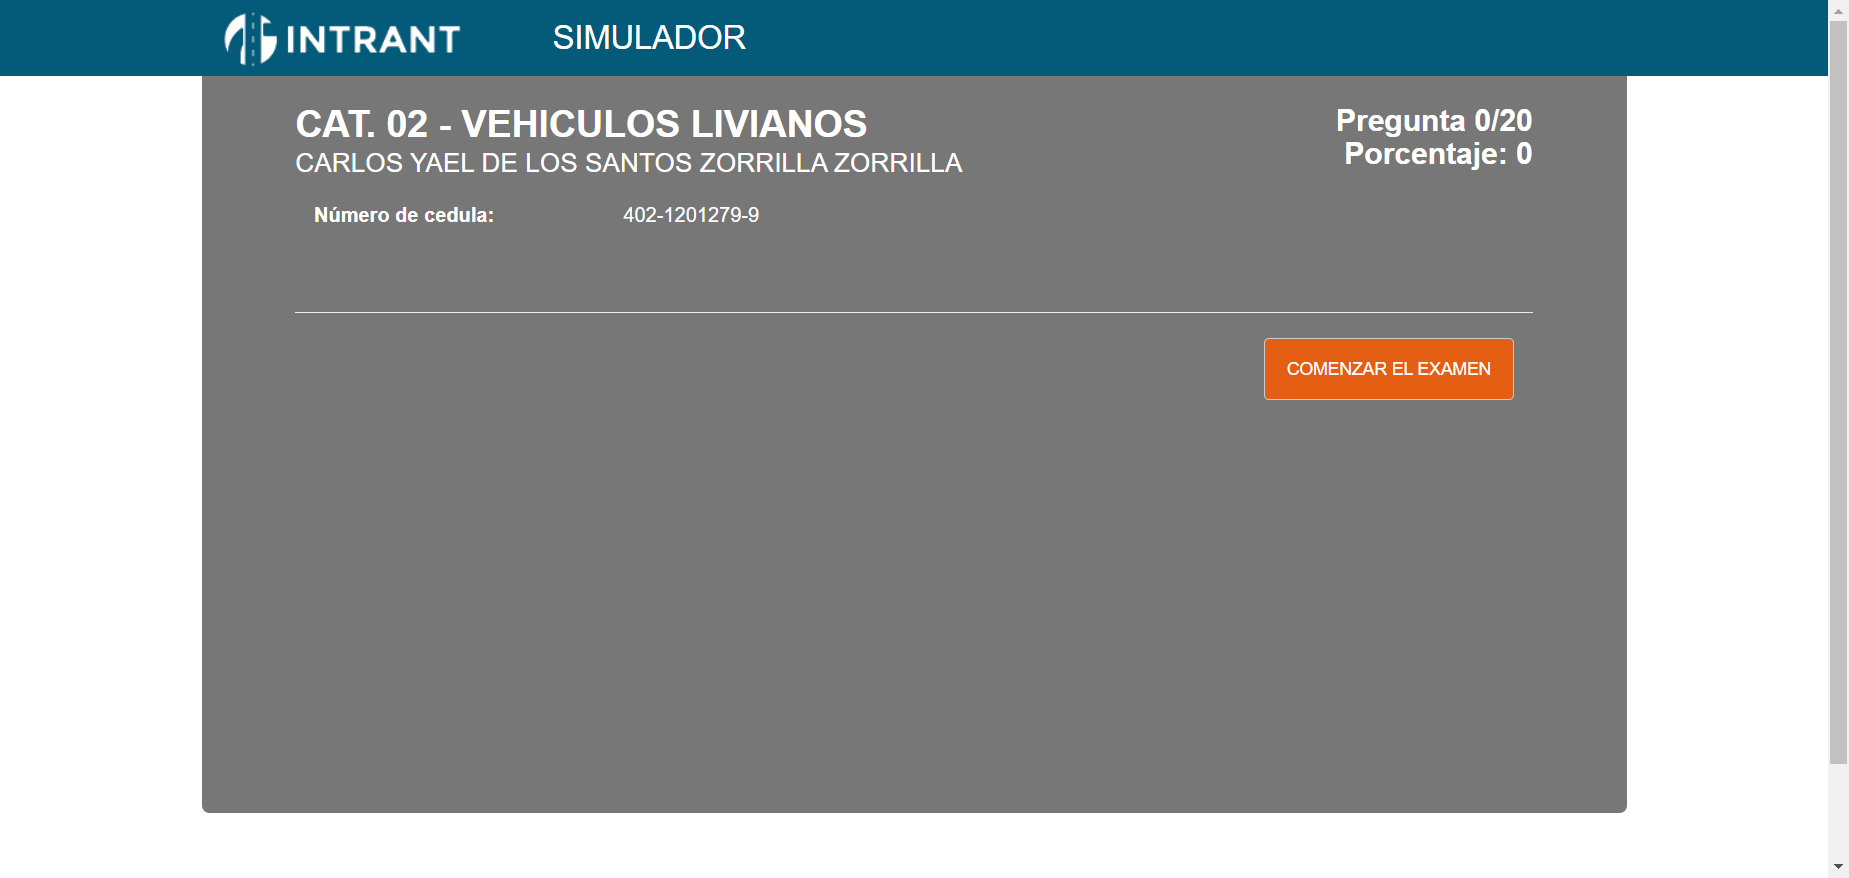 INTRANT
SIMULADOR
CAT. 02 - VEHICULOS LIVIANOS
CARLOS YAEL DE LOS SANTOS ZORRILLA ZORRILLA
Pregunta 0/20
Porcentaje: 0
Número de cedula: 402-1201279-9
COMENZAR EL EXAMEN